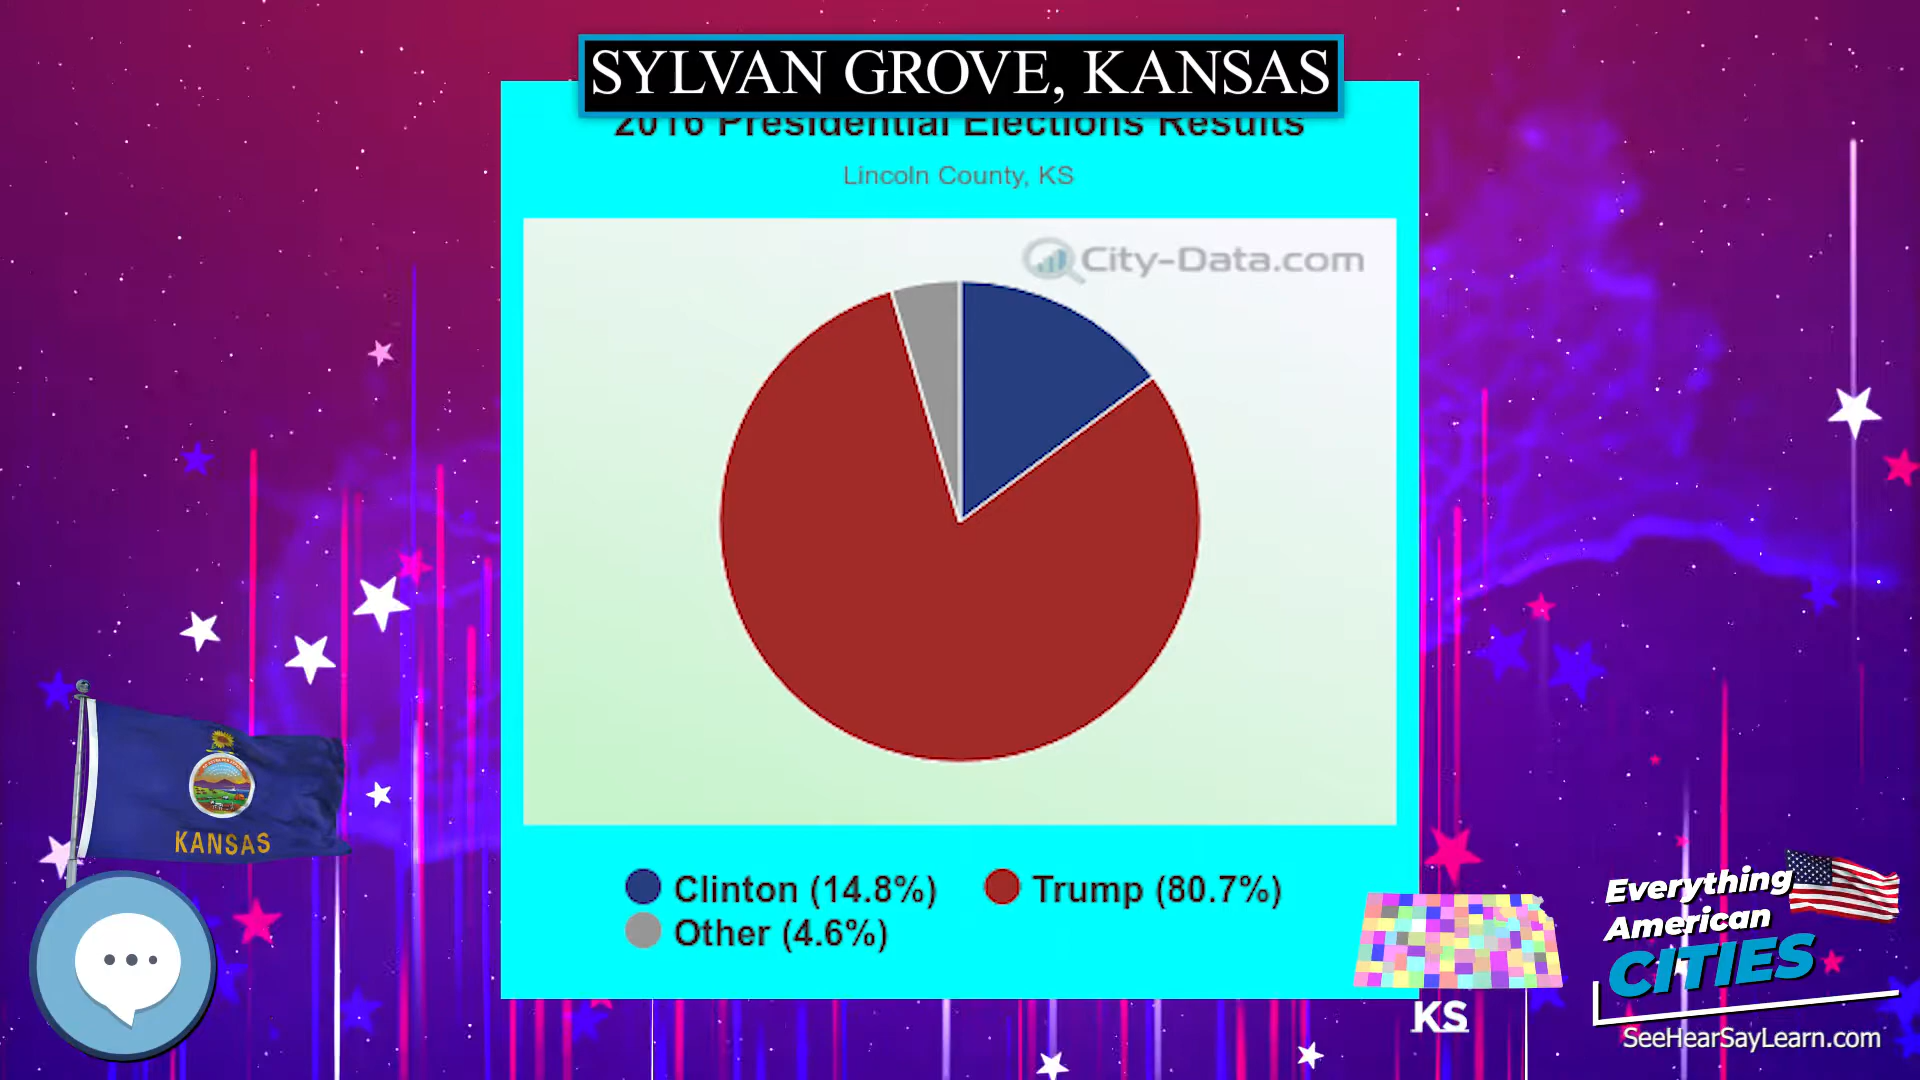 SYLVAN GROVE, KANSAS
2016 Presidential Elections Results
Lincoln County, KS
City-Data.com
Clinton (14.8%) Trump (80.7%)
Other (4.6%)
KANSAS
KS
Everything
American
CITIES
SeeHearSayLearn.com